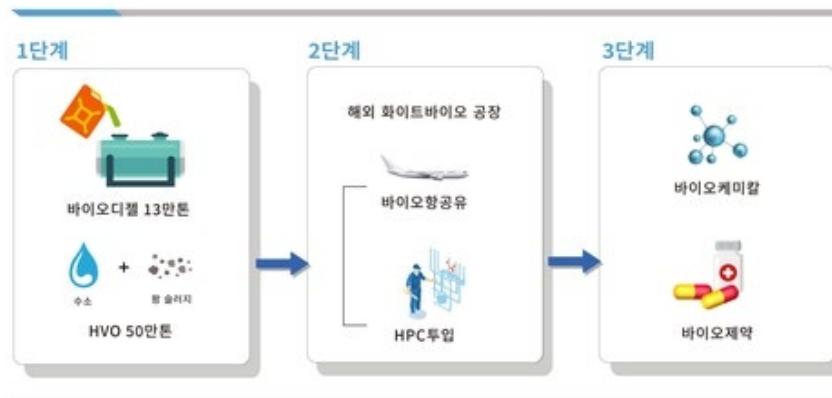 1단계
바이오디젤 13만톤
+
수소
팜 슬러지
HVO 50만톤
2단계
해외 화이트바이오 공장
바이오항공유
HPC투입
3단계
바이오케미칼
바이오제약